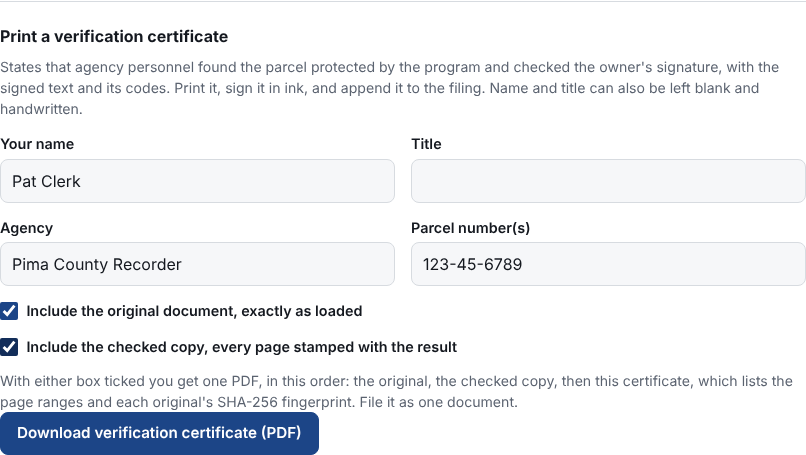 Print a verification certificate
States that agency personnel found the parcel protected by the program and checked the owner's signature, with the
signed text and its codes. Print it, sign it in ink, and append it to the filing. Name and title can also be left blank and
handwritten.
Your name
Title
Pat Clerk
Agency
Parcel number(s)
Pima County Recorder
123-45-6789
Include the original document, exactly as loaded
Include the checked copy, every page stamped with the result
With either box ticked you get one PDF, in this order: the original, the checked copy, then this certificate, which lists the
page ranges and each original's SHA-256 fingerprint. File it as one document.
Download verification certificate (PDF)